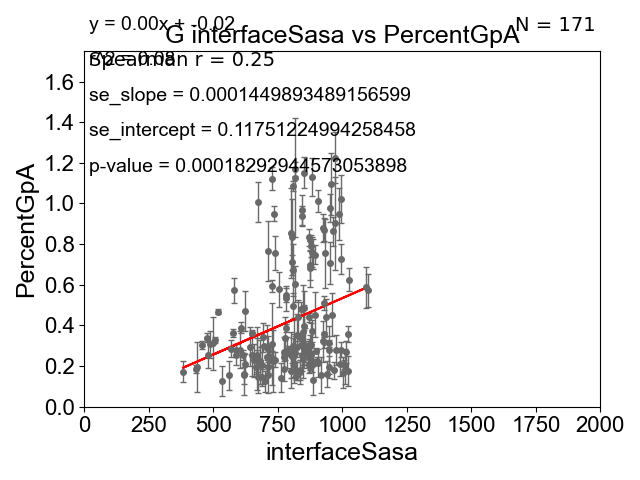 y = 0.00x + -0.02
N = 171
G interfaceSasa vs PercentGpA
Spearman r = 0.25
se_slope = 0.0001449893489156599
se_intercept = 0.11751224994258458
p-value = 0.00018292944573053898
PercentGpA
1.6
1.4
1.2
1.0
0.8
0.6
0.4
0.2
0.0
0 250 500 750 1000 1250 1500 1750 2000
interfaceSasa